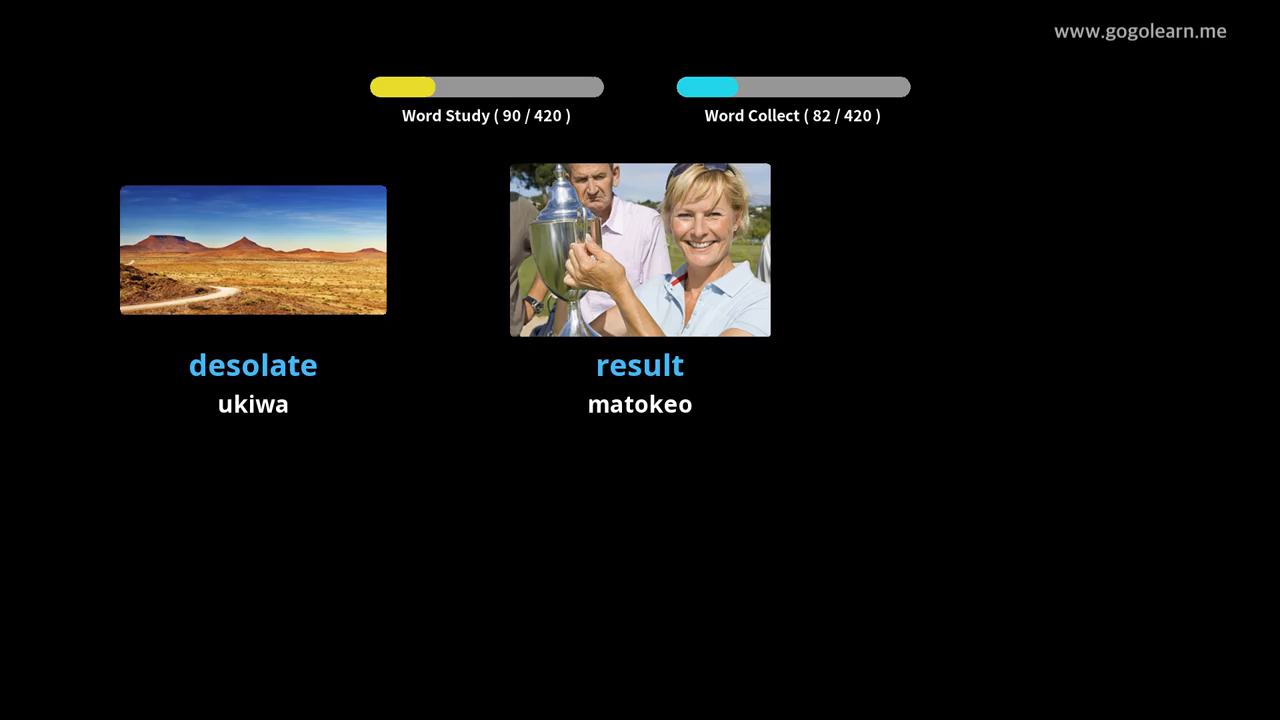 www.gogolearn.me
Word Study ( 90 / 420 )
Word Collect ( 82 / 420 )
desolate
ukiwa
result
matokeo